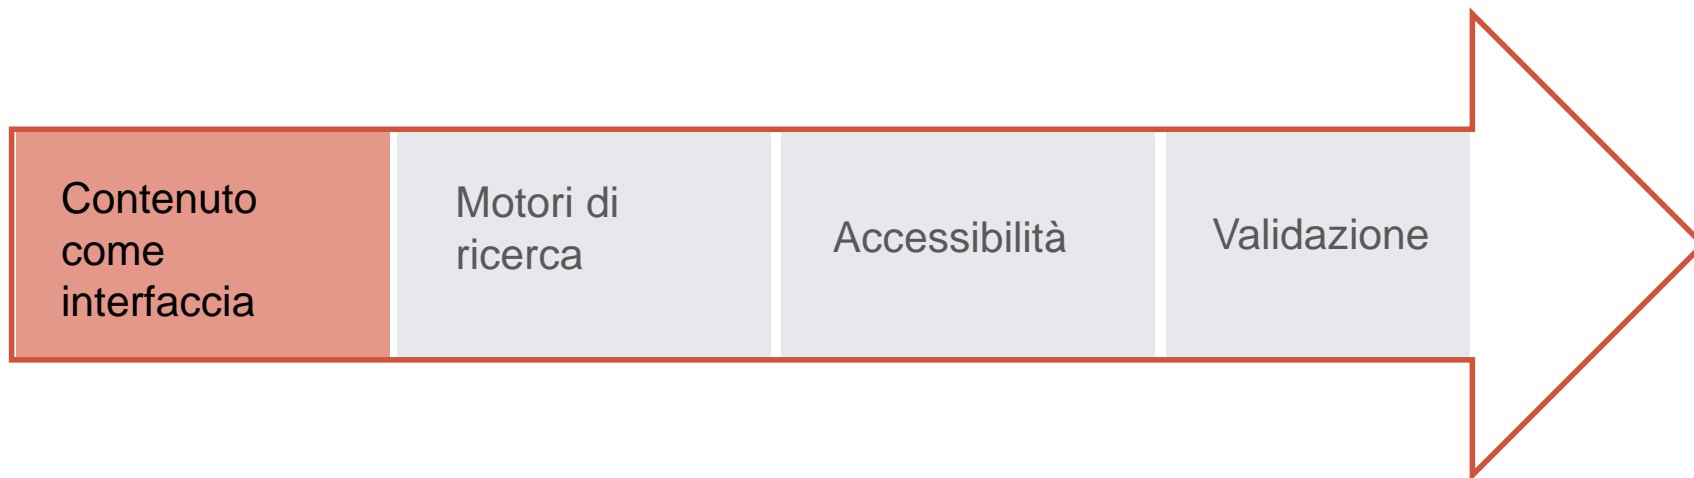 Contenuto
come
interfaccia
Motori di
ricerca
Accessibilità
Validazione